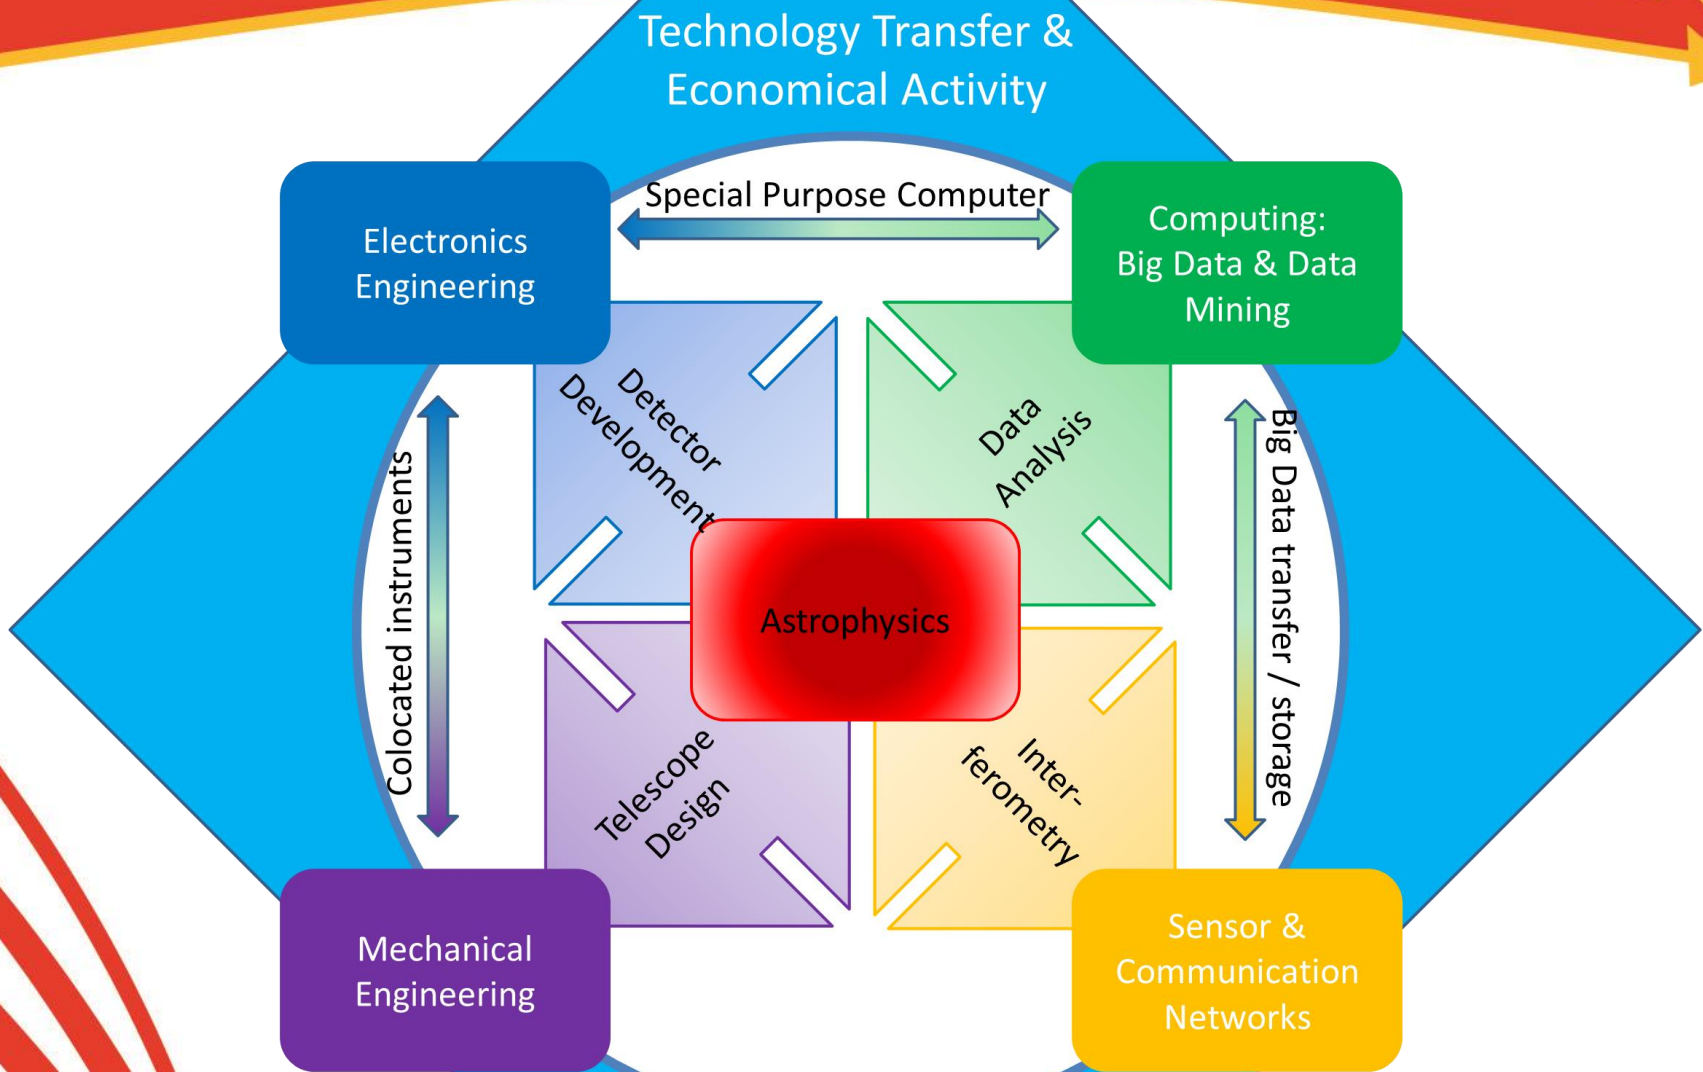 Technology Transfer &
Economical Activity
Special Purpose Computer
Electronics
Engineering
Computing:
Big Data & Data
Mining
Detector
Development
Data
Analysis
Colocated instruments
Big Data transfer / storage
Astrophysics
Telescope
Design
Inter-
ferometry
Mechanical
Engineering
Sensor &
Communication
Networks